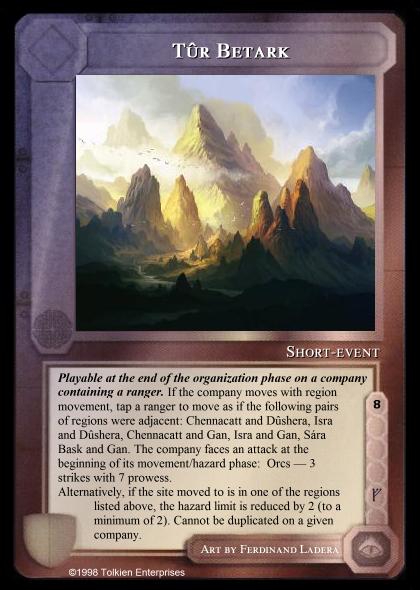 TÛR BETARK
SHORT-EVENT
Playable at the end of the organization phase on a company
containing a ranger. If the company moves with region
movement, tap a ranger to move as if the following pairs
of regions were adjacent: Chennacatt and Dûshera, Isra
and Dûshera, Chennacatt and Gan, Isra and Gan, Sára
Bask and Gan. The company faces an attack at the
beginning of its movement/hazard phase: Orcs — 3
strikes with 7 prowess.
Alternatively, if the site moved to is in one of the regions
listed above, the hazard limit is reduced by 2 (to a
minimum of 2). Cannot be duplicated on a given
company.
8
ᚡ
ART BY FERDINAND LADERA
©1998 Tolkien Enterprises